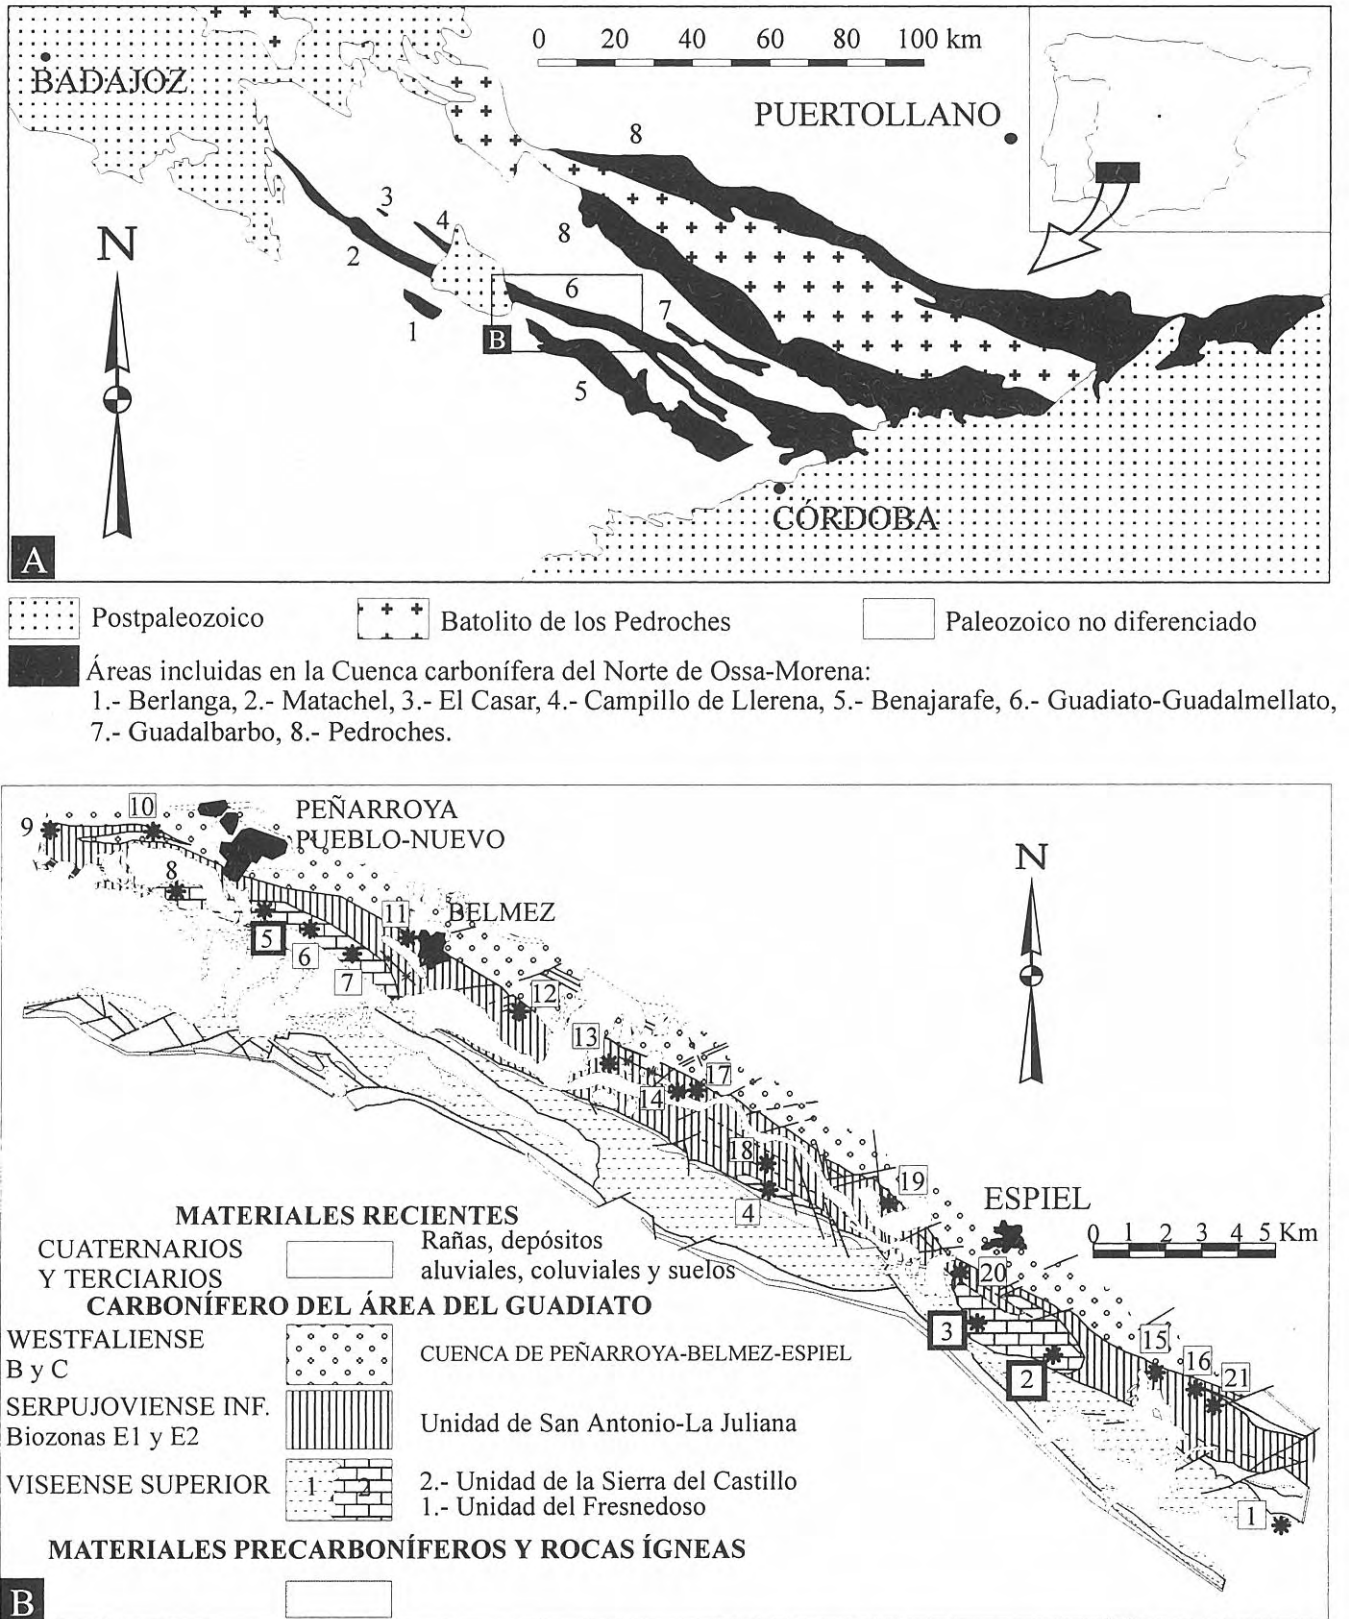 0 20 40 60 80 100 km
BADAJOZ
PUERTOLLANO
8
3
4
8
N
2
6
7
1
B
5
CÓRDOBA
A
Postpaleozoico
Batolito de los Pedroches
Paleozoico no diferenciado
Áreas incluidas en la Cuenca carbonífera del Norte de Ossa-Morena:
1.- Berlanga, 2.- Matachel, 3.- El Casar, 4.- Campillo de Llerena, 5.- Benajarafe, 6.- Guadiato-Guadalmellato,
7.- Guadalbarbo, 8.- Pedroches.
9
10
PEÑARROYA
PUEBLO-NUEVO
N
8
11
BELMEZ
5
6
7
12
13
14
17
18
4
19
ESPIEL
0 1 2 3 4 5 Km
20
3
2
15
16
21
1
MATERIALES RECIENTES
CUATERNARIOS
Y TERCIARIOS
Rañas, depósitos
aluviales, coluviales y suelos
CARBONÍFERO DEL ÁREA DEL GUADIATO
WESTFALIENSE
B y C
CUENCA DE PEÑARROYA-BELMEZ-ESPIEL
SERPUJOVIENSE INF.
Biozonas E1 y E2
Unidad de San Antonio-La Juliana
VISEENSE SUPERIOR
1
2
2.- Unidad de la Sierra del Castillo
1.- Unidad del Fresnedoso
MATERIALES PRECARBONÍFEROS Y ROCAS ÍGNEAS
B